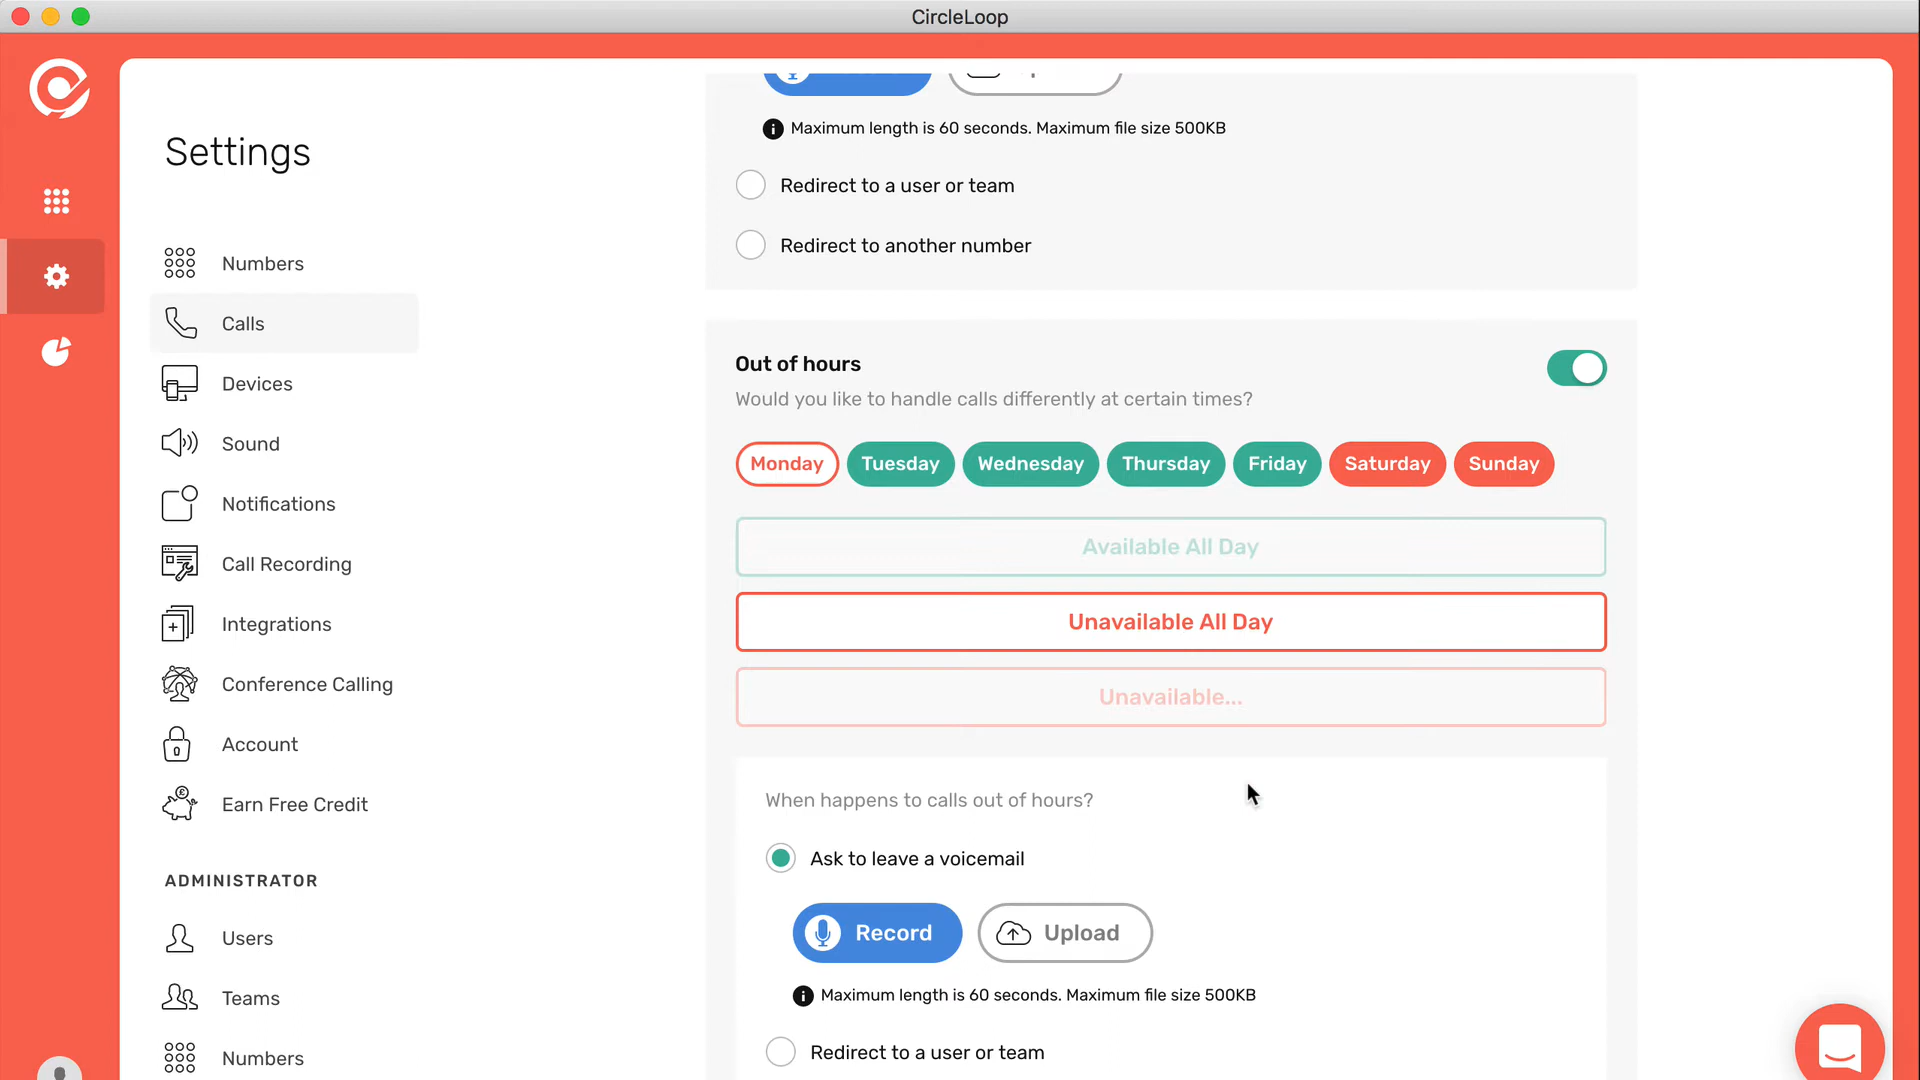 CircleLoop
Settings
Numbers
Calls
Devices
Sound
Notifications
Call Recording
Integrations
Conference Calling
Account
Earn Free Credit
ADMINISTRATOR
Users
Teams
Numbers
Maximum length is 60 seconds. Maximum file size 500KB
Redirect to a user or team
Redirect to another number
Out of hours
Would you like to handle calls differently at certain times?
Monday Tuesday Wednesday Thursday Friday Saturday Sunday
Available All Day
Unavailable All Day
Unavailable...
When happens to calls out of hours?
Ask to leave a voicemail
Record Upload
Maximum length is 60 seconds. Maximum file size 500KB
Redirect to a user or team